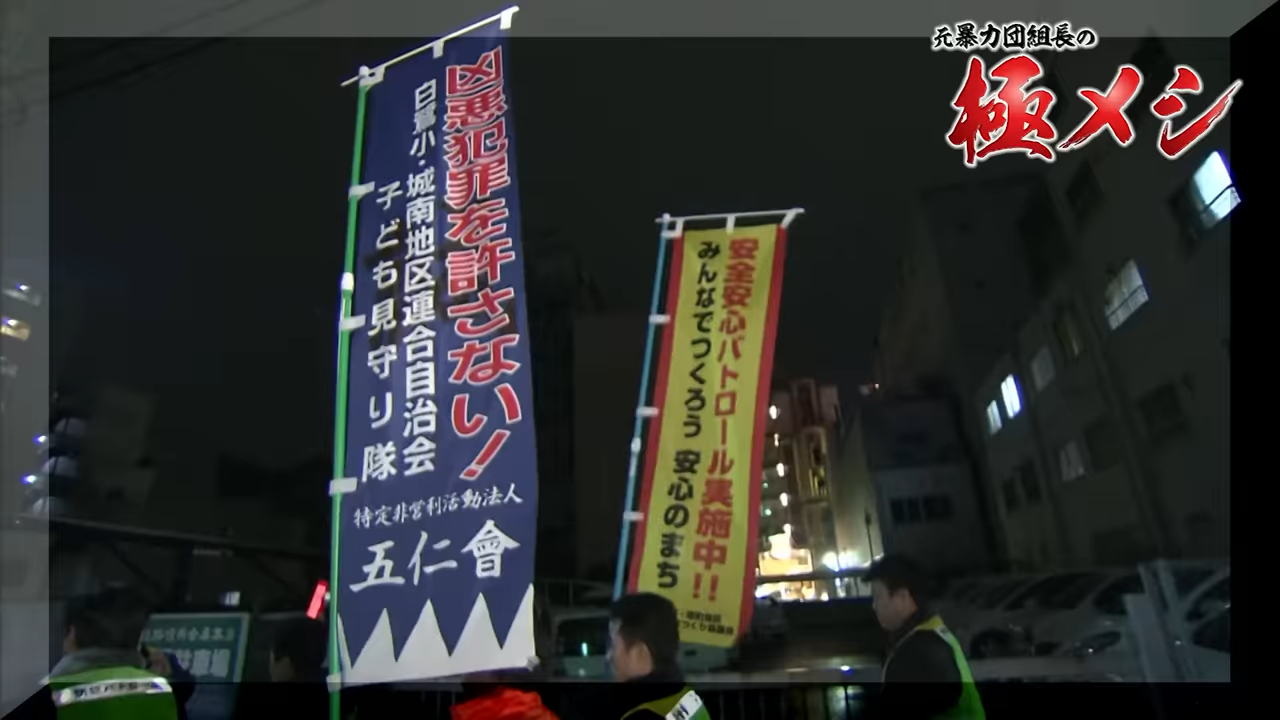 元暴力団組長の
極メシ
凶悪犯罪を許さない!
白鷺小・城南地区連合自治会
子ども見守り隊
特定非営利活動法人
五仁會
安全安心パトロール実施中!!
みんなでつくろう 安心のまち